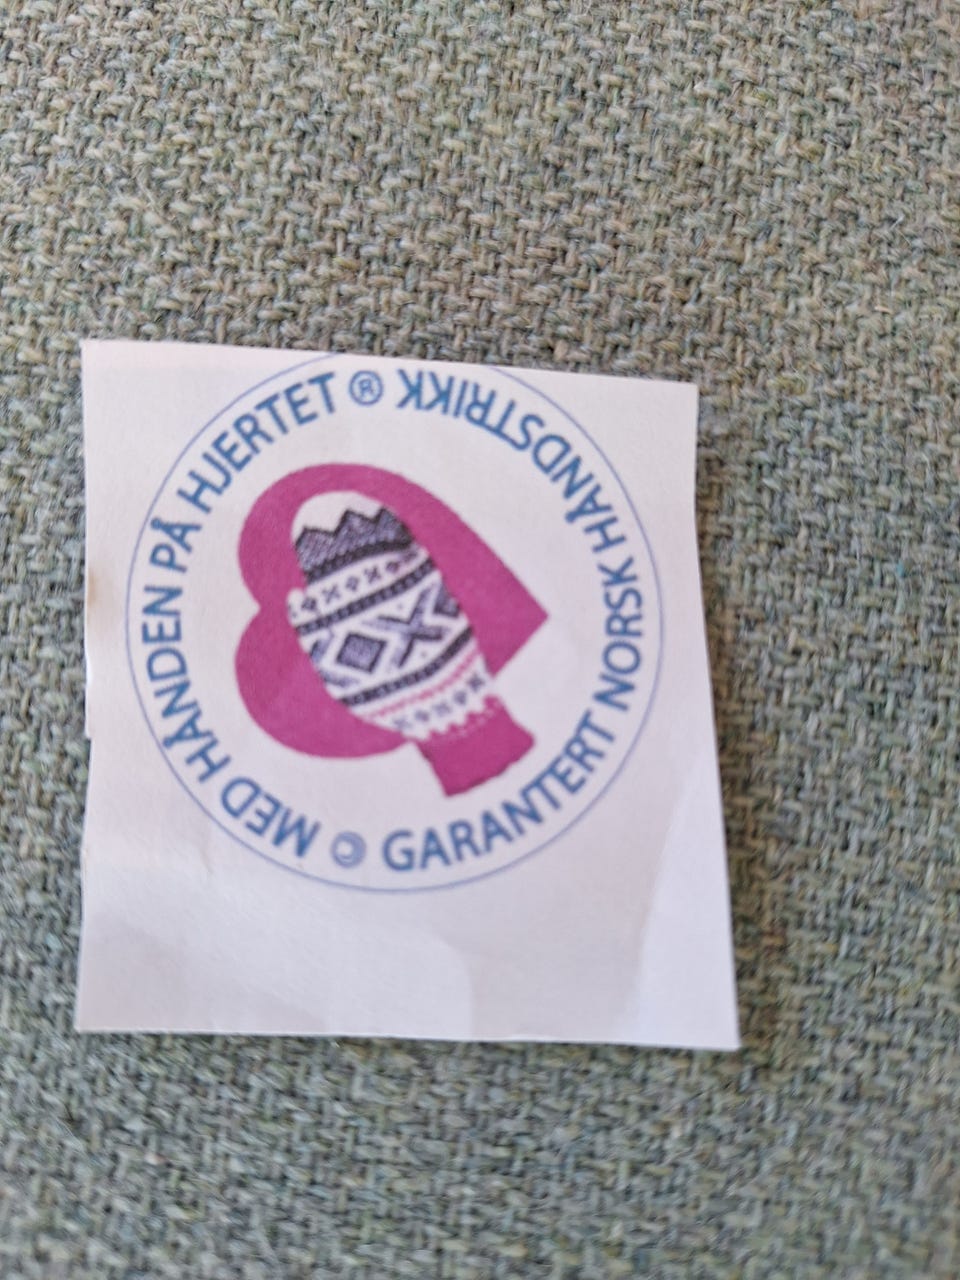 MED HÅNDEN PÅ HJERTET ®
GARANTERT NORSK HÅNDSTRIKK
©